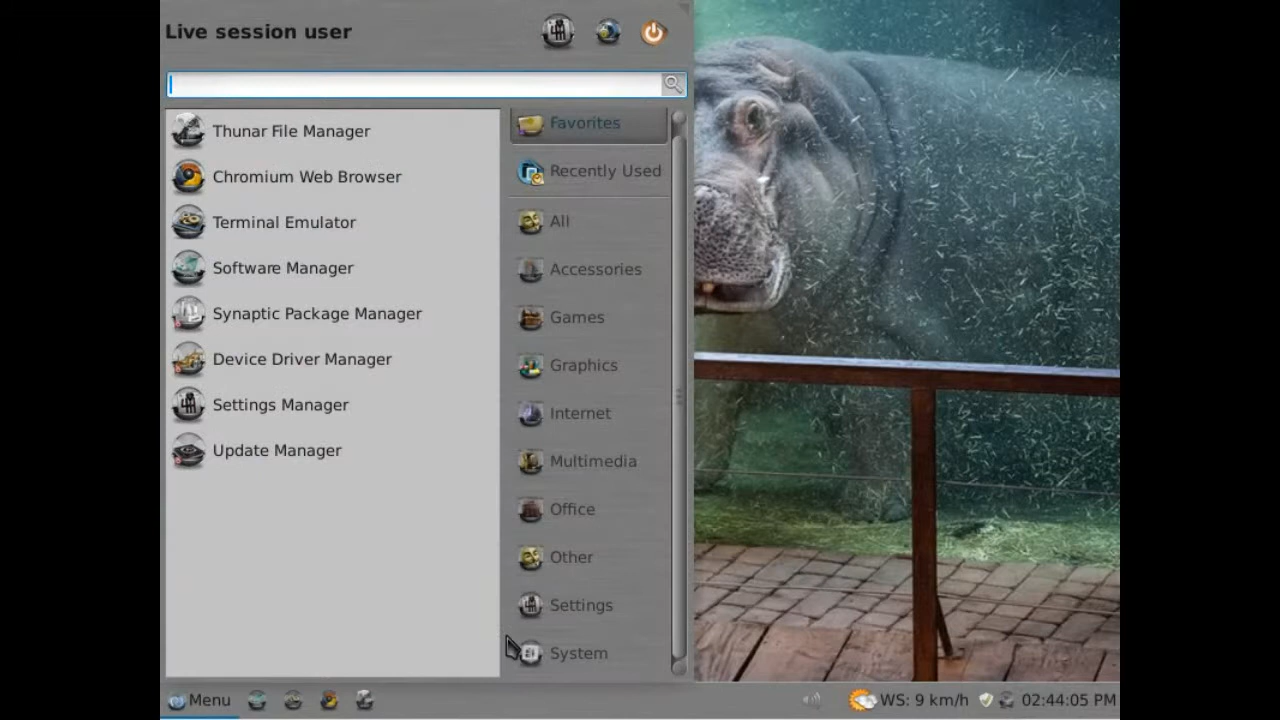 Live session user
Thunar File Manager
Chromium Web Browser
Terminal Emulator
Software Manager
Synaptic Package Manager
Device Driver Manager
Settings Manager
Update Manager
Favorites
Recently Used
All
Accessories
Games
Graphics
Internet
Multimedia
Office
Other
Settings
System
Menu
WS: 9 km/h
02:44:05 PM